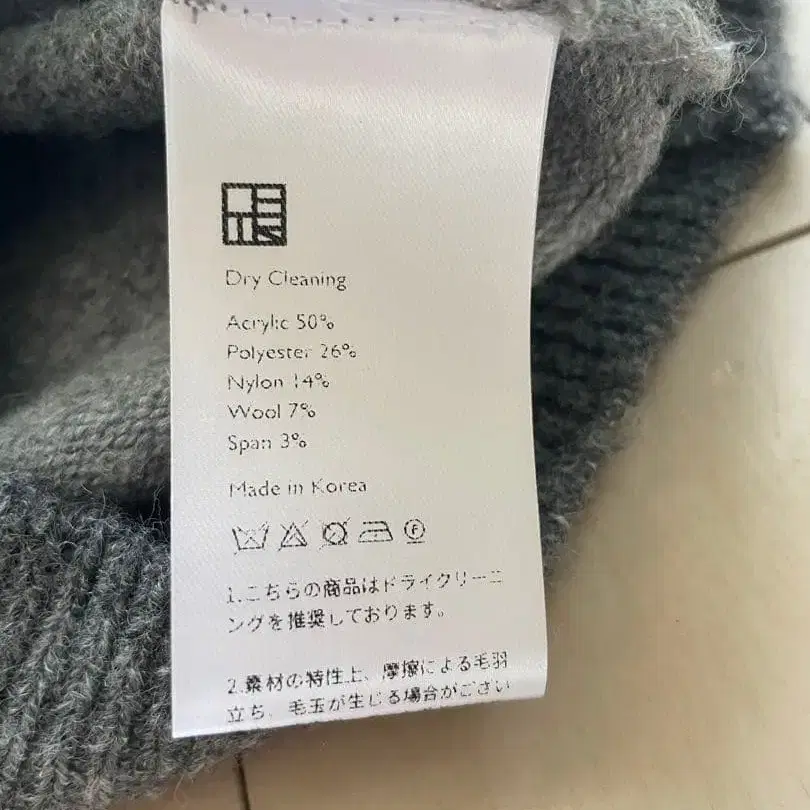 Dry Cleaning
Acrylic 50%
Polyester 26%
Nylon 14%
Wool 7%
Span 3%
Made in Korea
F
1.こちらの商品はドライクリーニ
ングを推奨しております。
2.素材の特性上、摩擦による毛羽
立ち、毛玉が生じる場合がござい